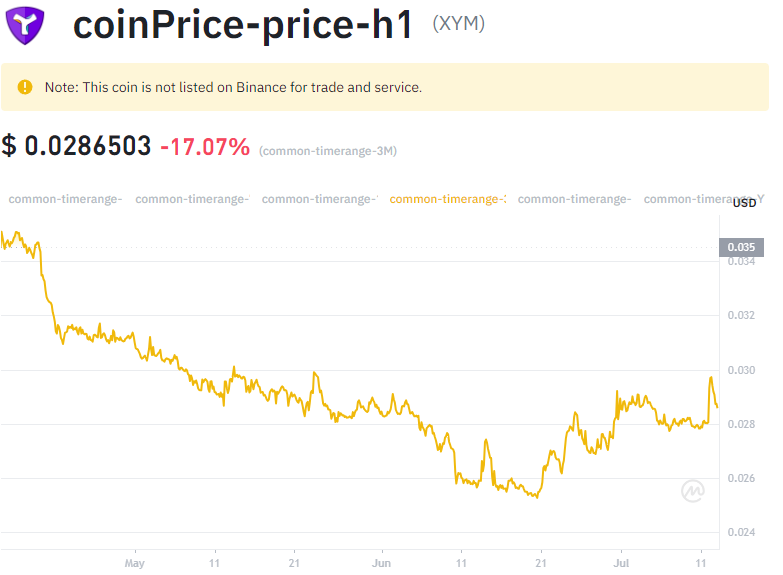 coinPrice-price-h1 (XYM)
Note: This coin is not listed on Binance for trade and service.
$ 0.0286503 -17.07% (common-timerange-3M)
common-timerange- common-timerange- common-timerange- common-timerange- common-timerange- common-timerange-Y
USD
0.035
0.034
0.032
0.030
0.028
0.026
0.024
May 11 21 Jun 11 21 Jul 11